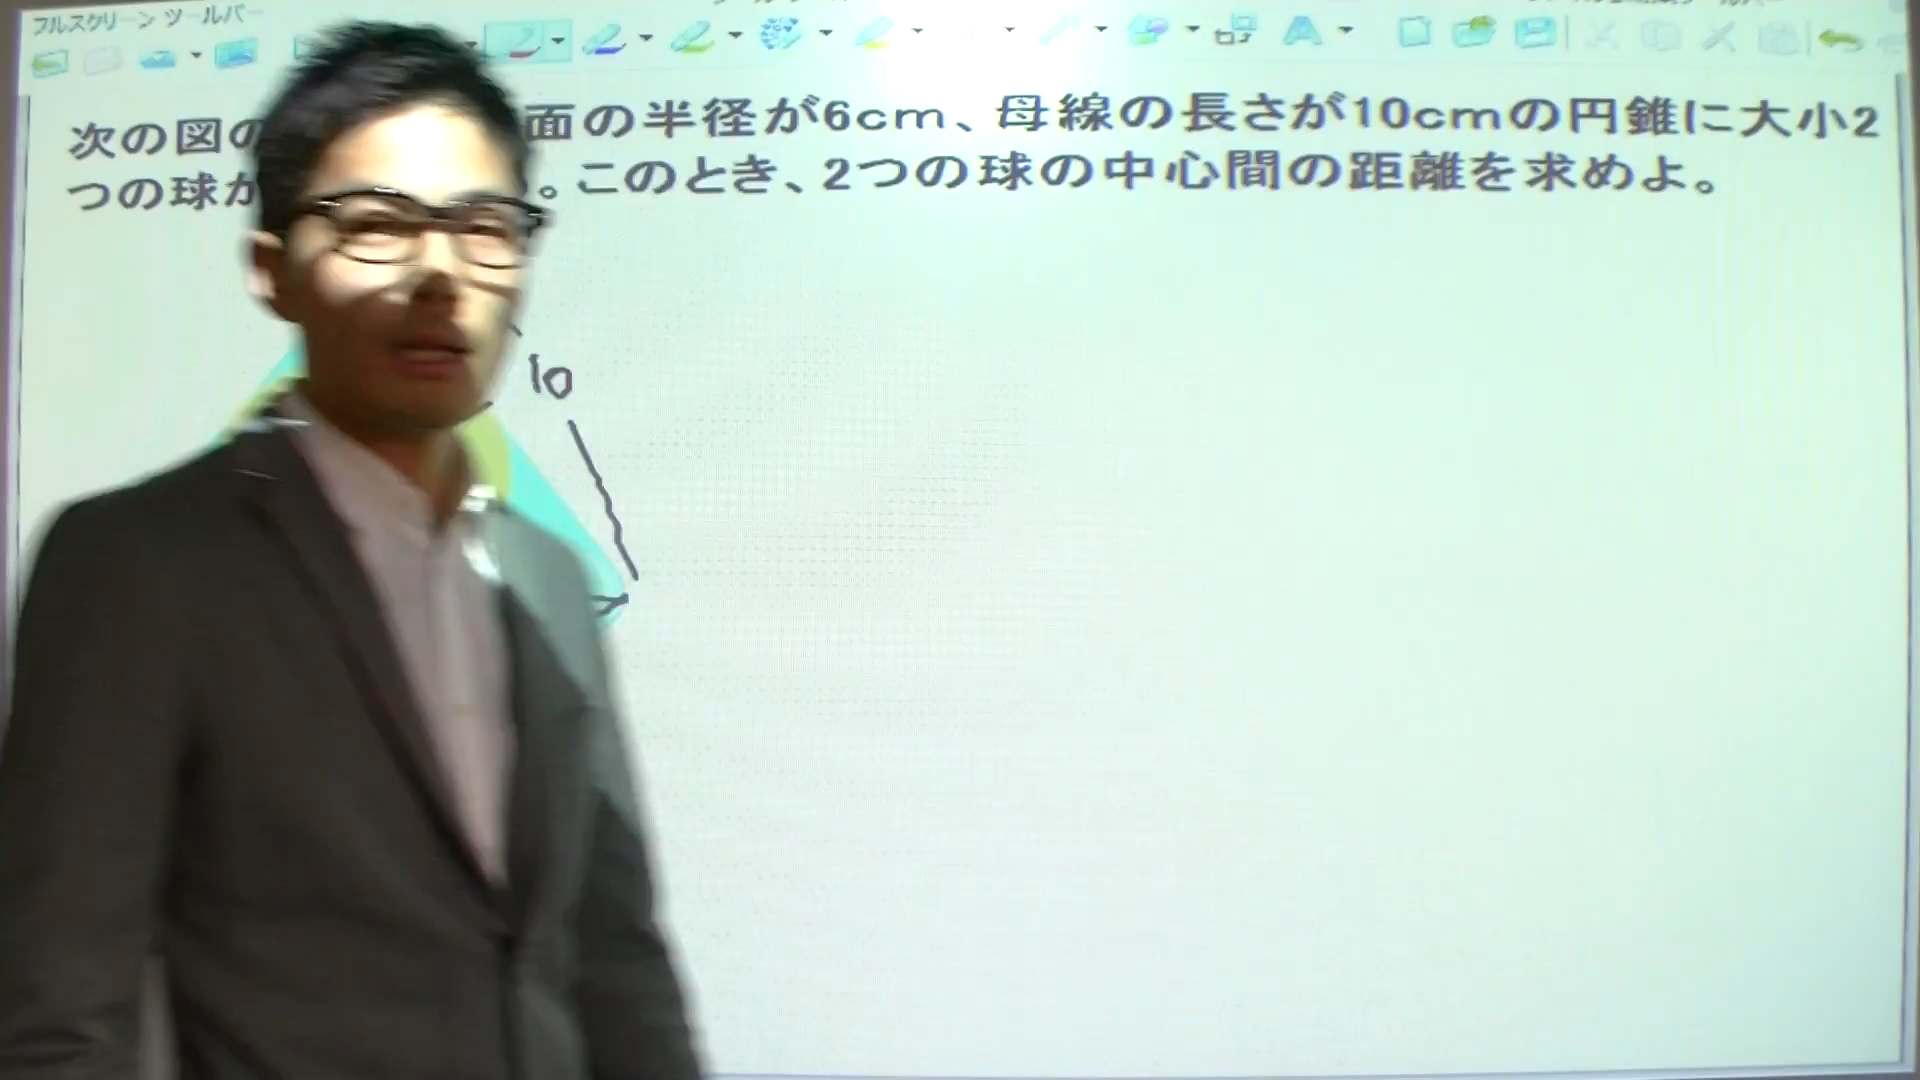 フルスクリーン ツールバー
次の図の 面の半径が6cm、母線の長さが10cmの円錐に大小2
つの球が 。このとき、2つの球の中心間の距離を求めよ。
10